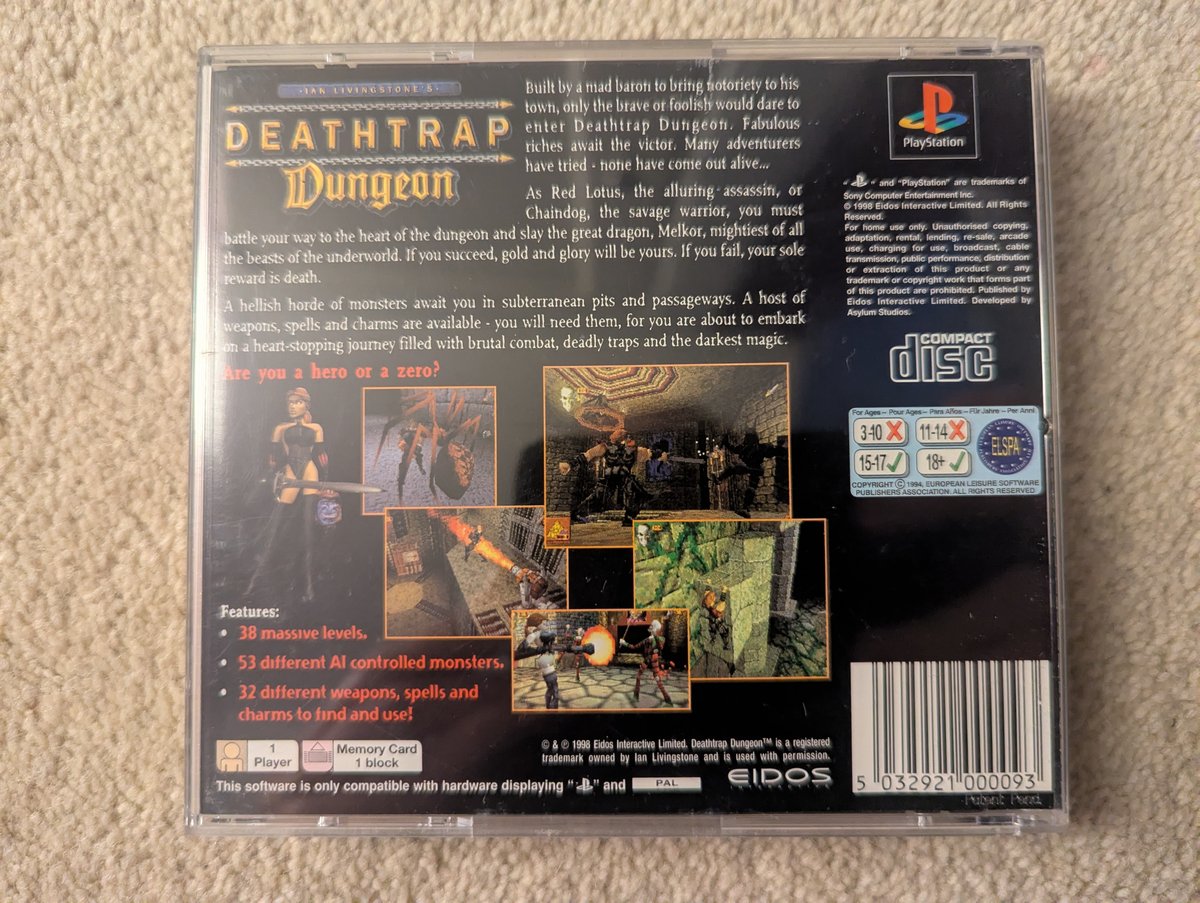 ·IAN LIVINGSTONE'S·
DEATHTRAP
Dungeon
Built by a mad baron to bring notoriety to his
town, only the brave or foolish would dare to
enter Deathtrap Dungeon. Fabulous
riches await the victor. Many adventurers
have tried - none have come out alive...
As Red Lotus, the alluring assassin, or
Chaindog, the savage warrior, you must
battle your way to the heart of the dungeon and slay the great dragon, Melkor, mightiest of all
the beasts of the underworld. If you succeed, gold and glory will be yours. If you fail, your sole
reward is death.
A hellish horde of monsters await you in subterranean pits and passageways. A host of
weapons, spells and charms are available - you will need them, for you are about to embark
on a heart-stopping journey filled with brutal combat, deadly traps and the darkest magic.
Are you a hero or a zero?
Features:
• 38 massive levels.
• 53 different AI controlled monsters.
• 32 different weapons, spells and
charms to find and use!
1
Player
Memory Card
1 block
This software is only compatible with hardware displaying " " and PAL
© & ℗ 1998 Eidos Interactive Limited. Deathtrap Dungeon™ is a registered
trademark owned by Ian Livingstone and is used with permission.
EIDOS
PlayStation
" " and "PlayStation" are trademarks of
Sony Computer Entertainment Inc.
© 1998 Eidos Interactive Limited. All Rights
Reserved.
For home use only. Unauthorised copying,
adaptation, rental, lending, re-sale, arcade
use, charging for use, broadcast, cable
transmission, public performance, distribution
or extraction of this product or any
trademark or copyright work that forms part
of this product are prohibited. Published by
Eidos Interactive Limited. Developed by
Asylum Studios.
COMPACT
disc
For Ages – Pour Ages – Para Años – Für Jahre – Per Anni
3-10 11-14
15-17 18+
ELSPA
COPYRIGHT © 1994, EUROPEAN LEISURE SOFTWARE
PUBLISHERS ASSOCIATION. ALL RIGHTS RESERVED
5 032921 000093
Patent Pend.